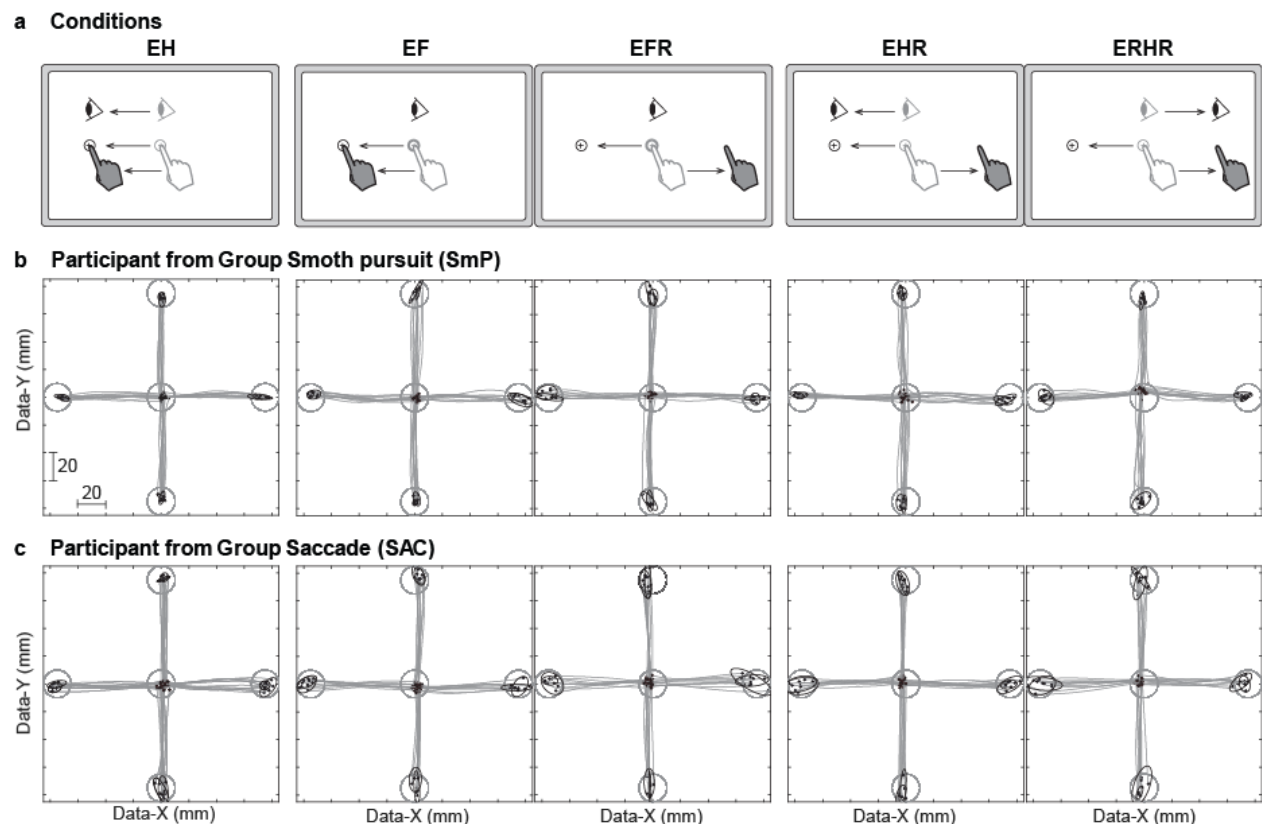 a Conditions
EH EF EFR EHR ERHR
b Participant from Group Smoth pursuit (SmP)
Data-Y (mm)
20
20
c Participant from Group Saccade (SAC)
Data-Y (mm)
Data-X (mm) Data-X (mm) Data-X (mm) Data-X (mm) Data-X (mm)